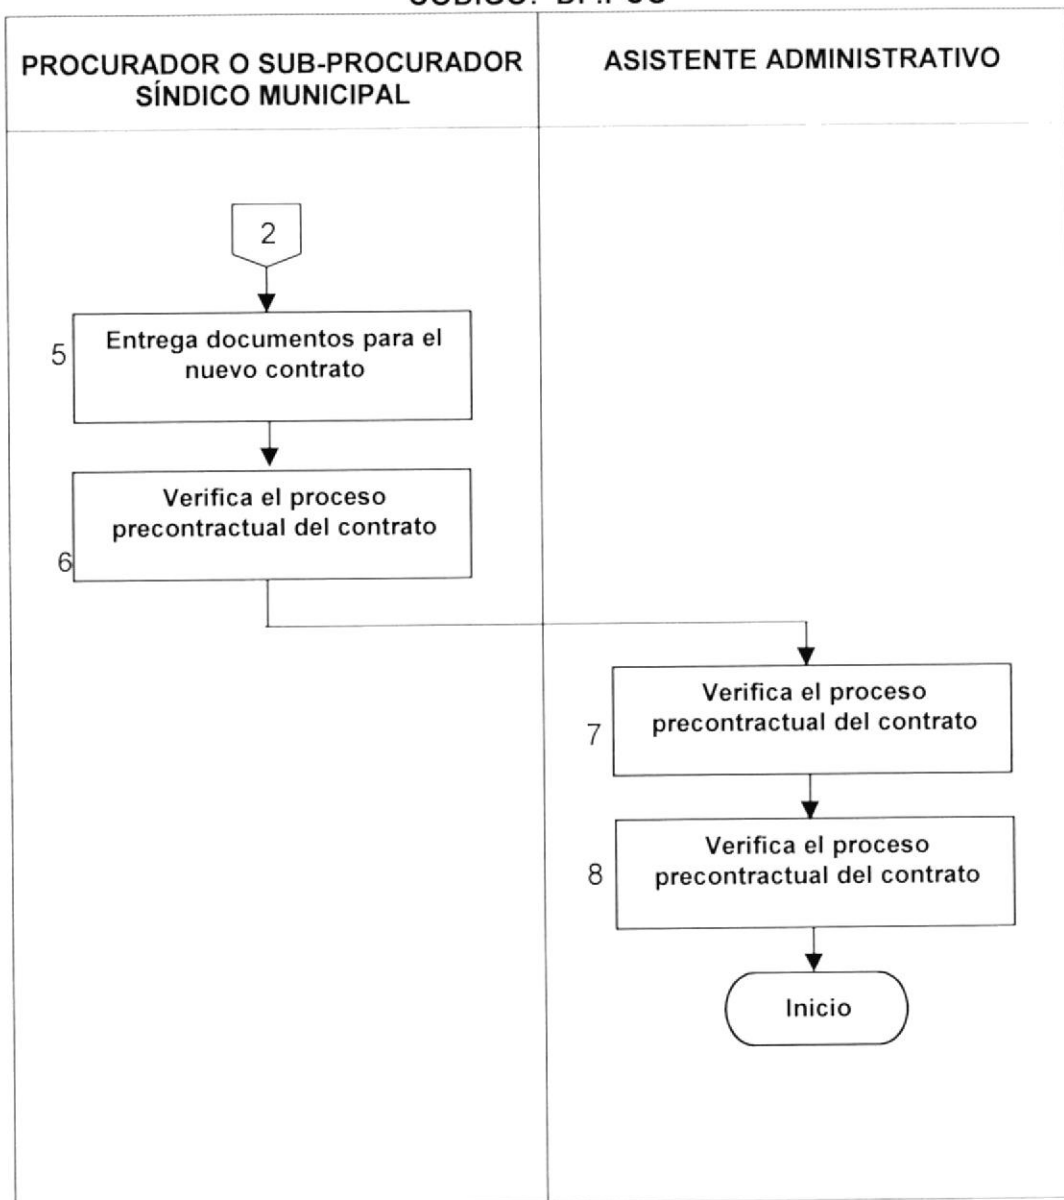 PROCURADOR O SUB-PROCURADOR
SÍNDICO MUNICIPAL
ASISTENTE ADMINISTRATIVO
2
5
Entrega documentos para el
nuevo contrato
6
Verifica el proceso
precontractual del contrato
7
Verifica el proceso
precontractual del contrato
8
Verifica el proceso
precontractual del contrato
Inicio